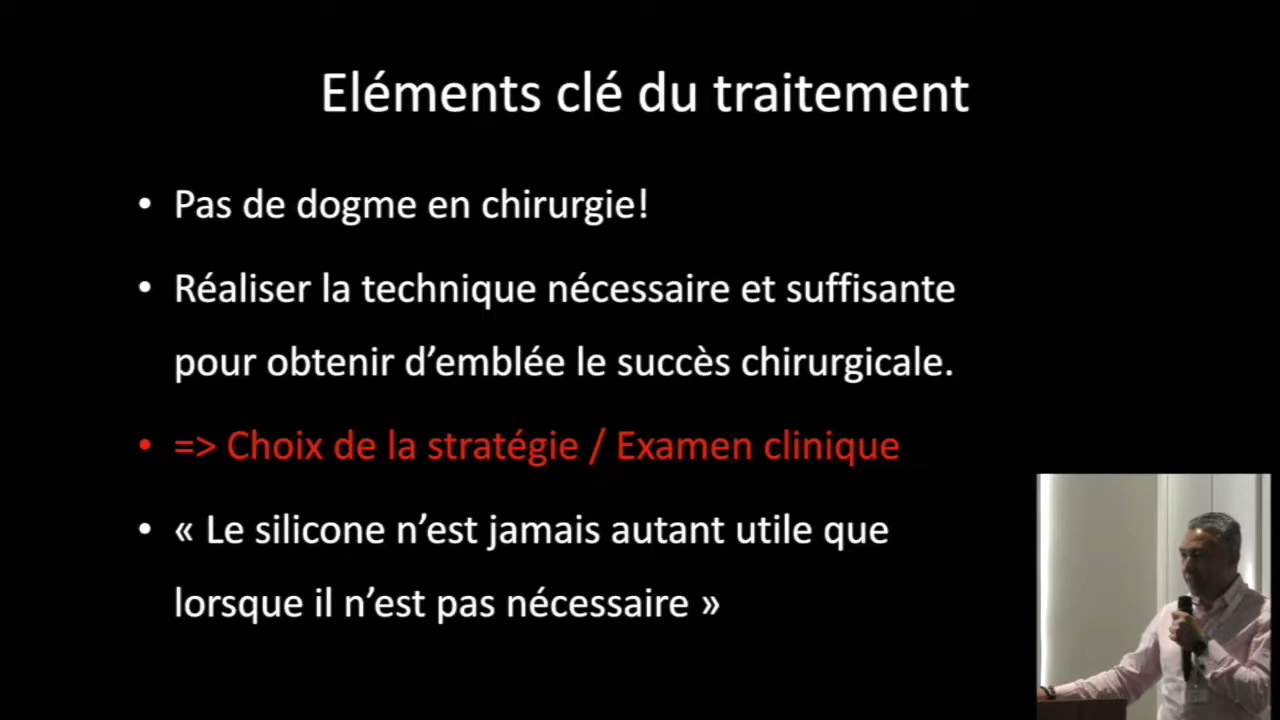 Eléments clé du traitement
• Pas de dogme en chirurgie!
• Réaliser la technique nécessaire et suffisante
pour obtenir d’emblée le succès chirurgicale.
• => Choix de la stratégie / Examen clinique
• « Le silicone n’est jamais autant utile que
lorsque il n’est pas nécessaire »